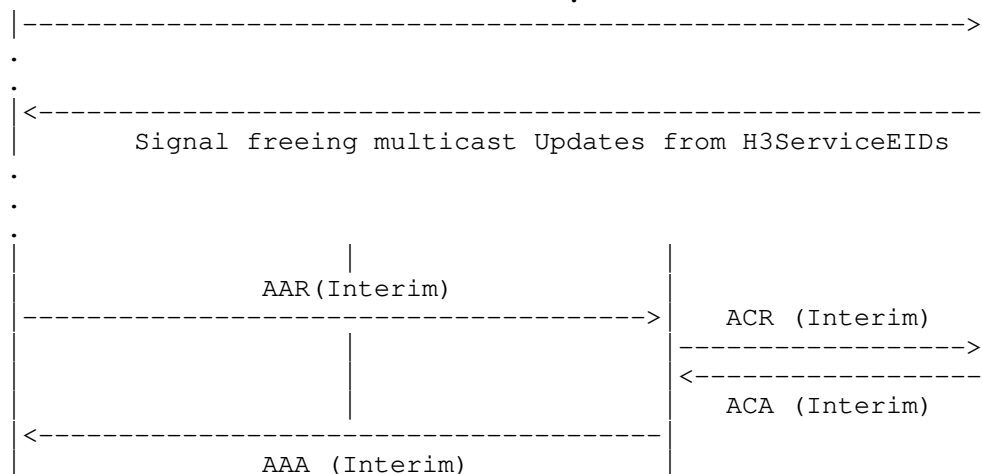 Signal freeing multicast Updates from H3ServiceEIDs
AAR(Interim)
ACR (Interim)
ACA (Interim)
AAA (Interim)